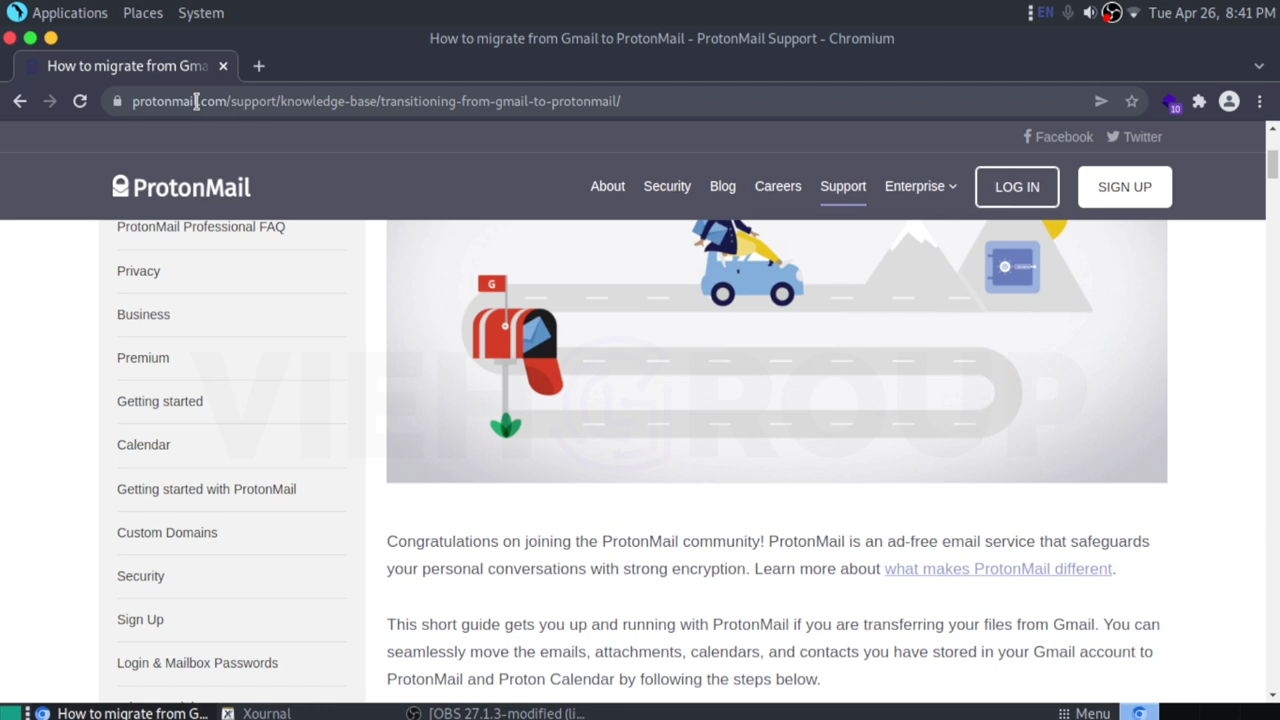 Applications Places System
EN Tue Apr 26, 8:41 PM
How to migrate from Gmail to ProtonMail - ProtonMail Support - Chromium
How to migrate from Gma
protonmail.com/support/knowledge-base/transitioning-from-gmail-to-protonmail/
10
Facebook Twitter
ProtonMail About Security Blog Careers Support Enterprise LOG IN SIGN UP
ProtonMail Professional FAQ
Privacy
Business
Premium
Getting started
Calendar
Getting started with ProtonMail
Custom Domains
Security
Sign Up
Login & Mailbox Passwords
G
VIEHGROUP
Congratulations on joining the ProtonMail community! ProtonMail is an ad-free email service that safeguards
your personal conversations with strong encryption. Learn more about what makes ProtonMail different.
This short guide gets you up and running with ProtonMail if you are transferring your files from Gmail. You can
seamlessly move the emails, attachments, calendars, and contacts you have stored in your Gmail account to
ProtonMail and Proton Calendar by following the steps below.
How to migrate from G... Xournal [OBS 27.1.3-modified (li... Menu